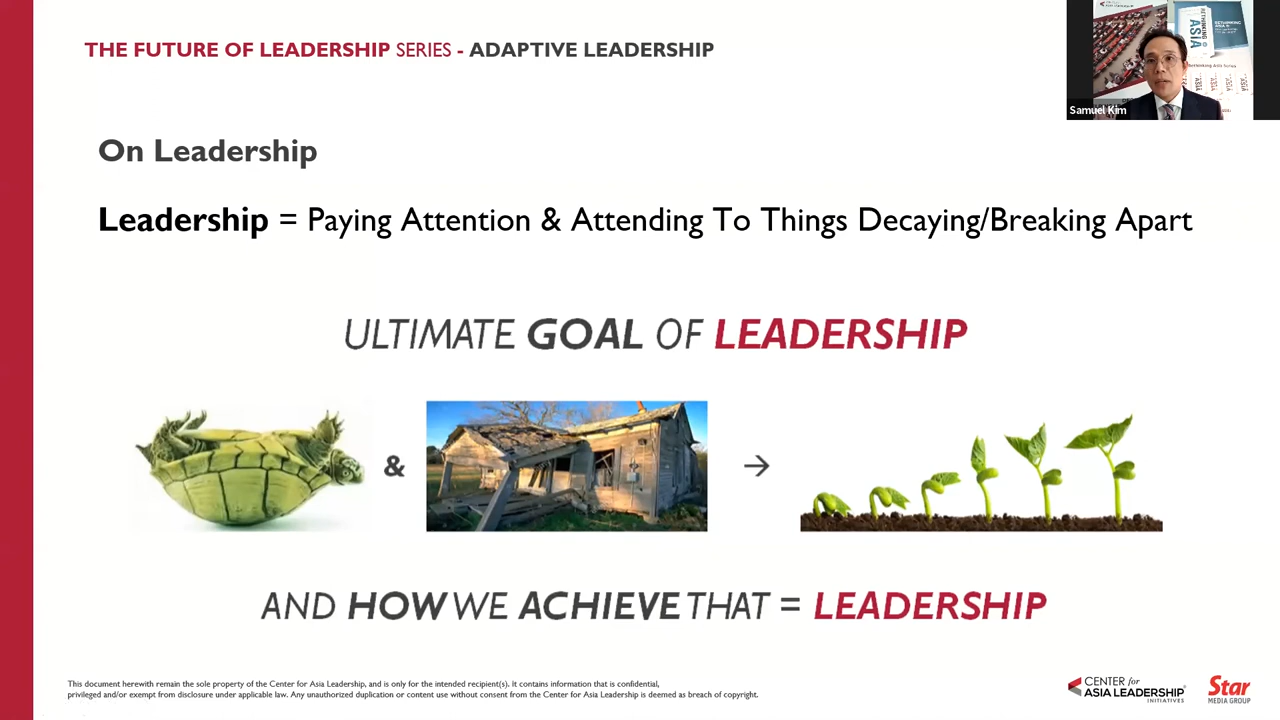 THE FUTURE OF LEADERSHIP SERIES - ADAPTIVE LEADERSHIP
Samuel Kim
On Leadership
Leadership = Paying Attention & Attending To Things Decaying/Breaking Apart
ULTIMATE GOAL OF LEADERSHIP
& →
AND HOW WE ACHIEVE THAT = LEADERSHIP
This document herewith remain the sole property of the Center for Asia Leadership, and is only for the intended recipient(s). It contains information that is confidential,
privileged and/or exempt from disclosure under applicable law. Any unauthorized duplication or content use without consent from the Center for Asia Leadership is deemed as breach of copyright.
CENTER for
ASIA LEADERSHIP
INITIATIVES
Star
MEDIA GROUP